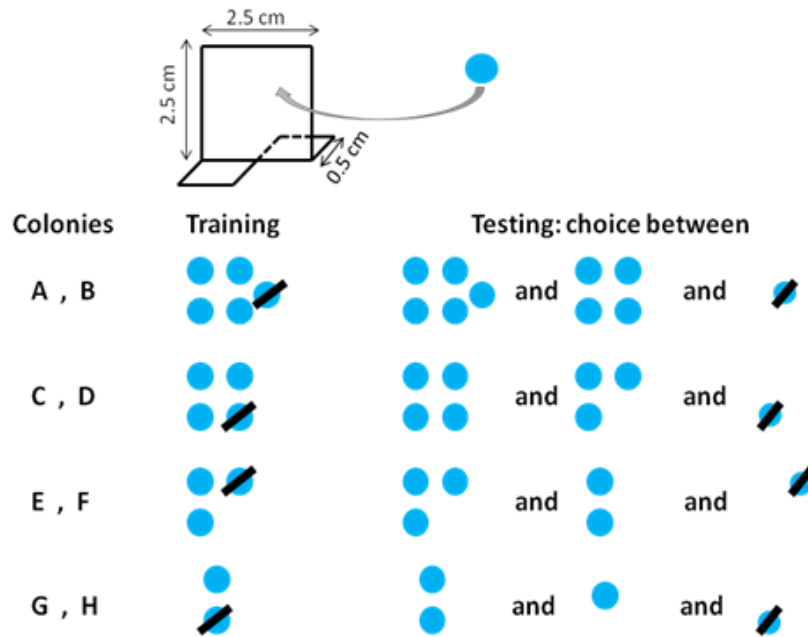 2.5 cm
2.5 cm
0.5 cm
Colonies Training Testing: choice between
A , B and and
C , D and and
E , F and and
G , H and and